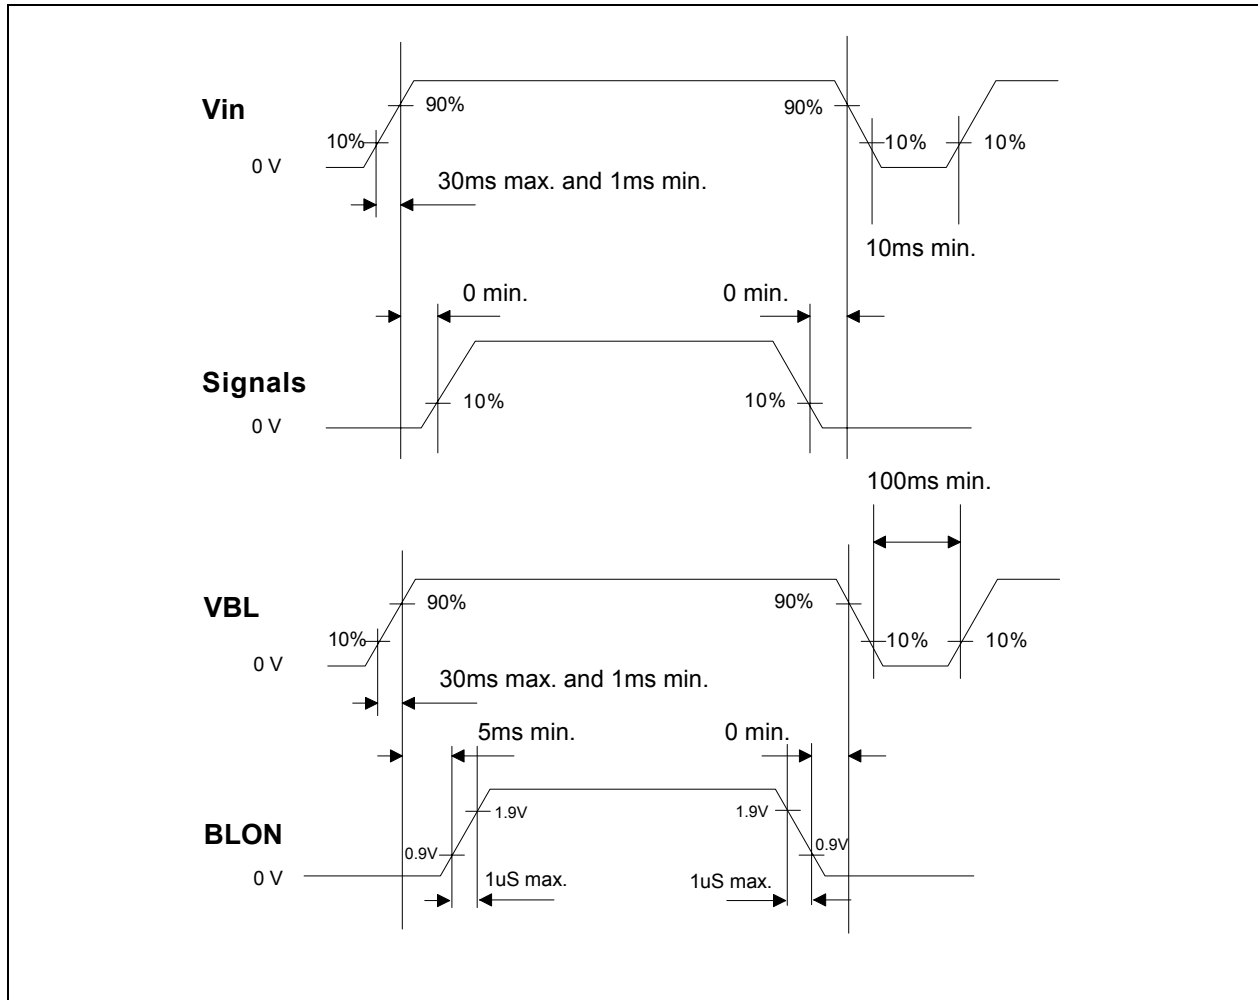 Vin
90%
90%
10%
10%
10%
0 V
30ms max. and 1ms min.
10ms min.
0 min.
0 min.
Signals
10%
10%
0 V
100ms min.
VBL
90%
90%
10%
10%
10%
0 V
30ms max. and 1ms min.
5ms min.
0 min.
BLON
1.9V
1.9V
0.9V
0.9V
0 V
1uS max.
1uS max.